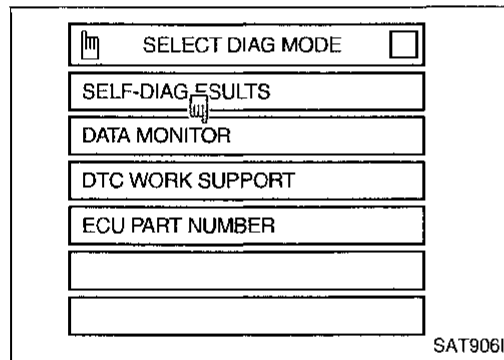 SELECT DIAG MODE
SELF-DIAG ESULTS
DATA MONITOR
DTC WORK SUPPORT
ECU PART NUMBER
SAT906I